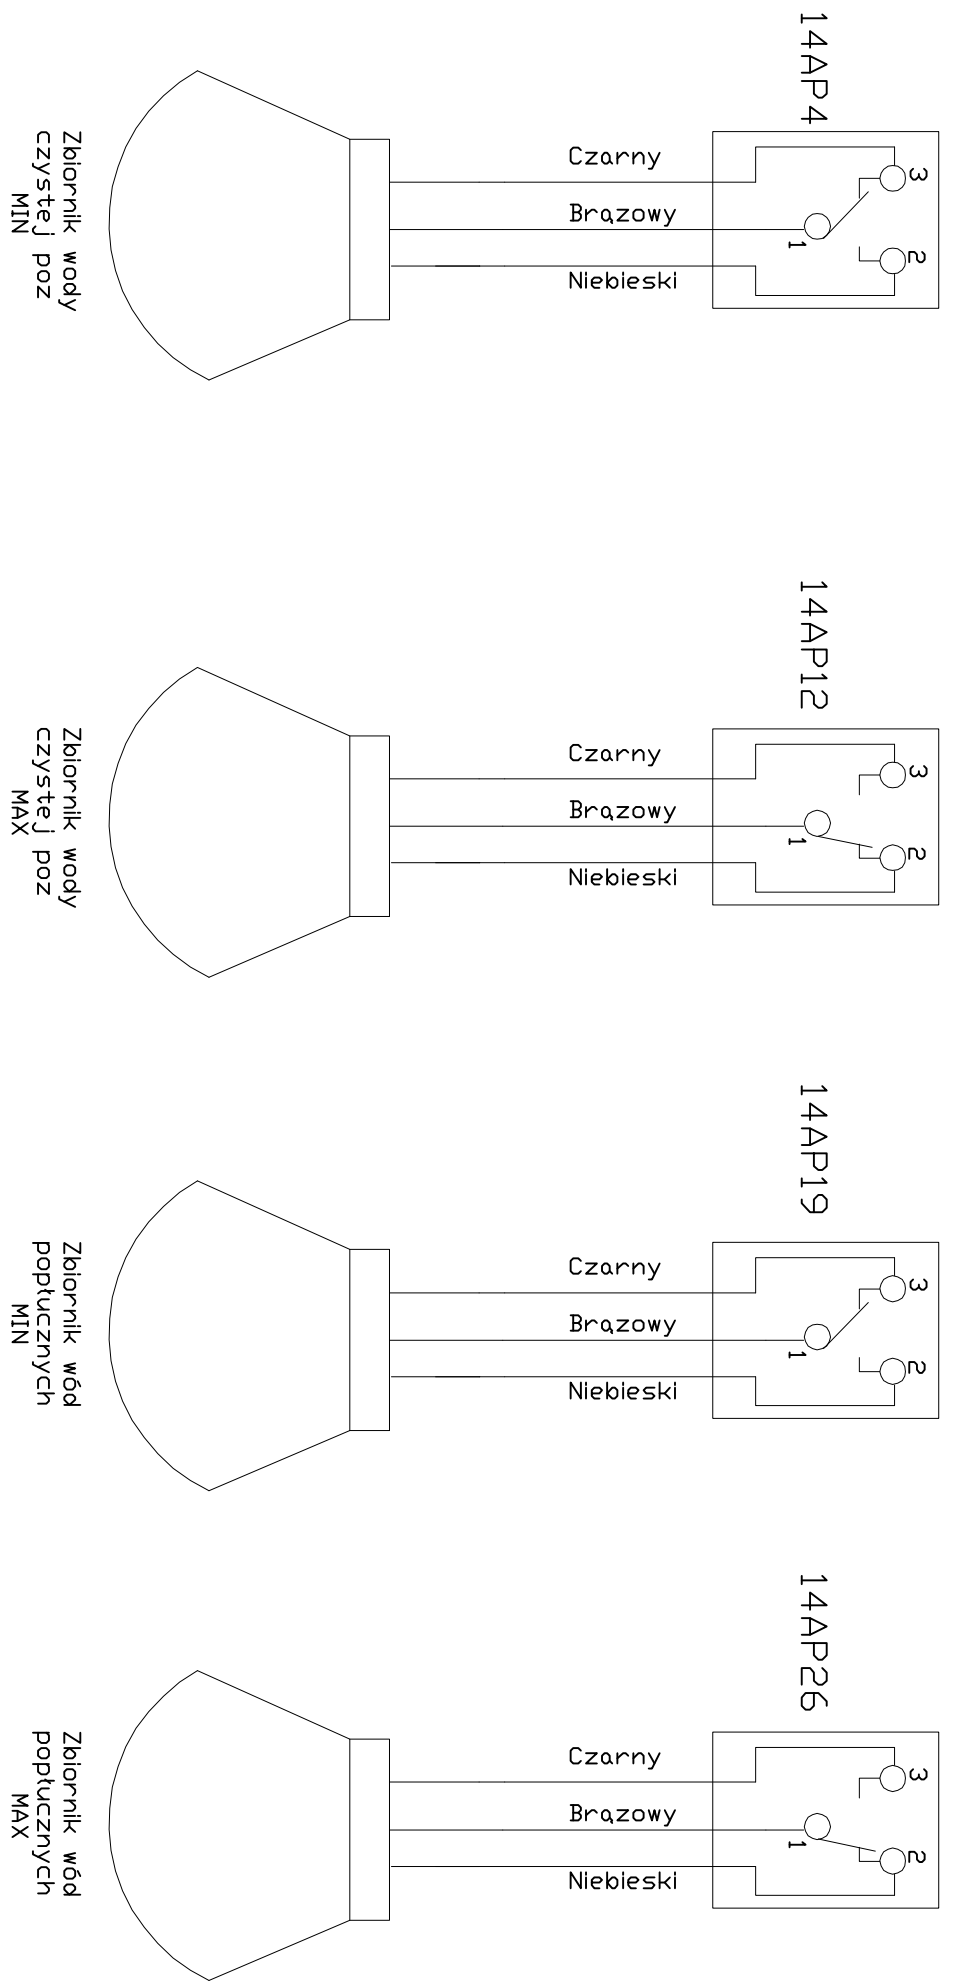 14AP4
3
2
1
Czarny
Brązowy
Niebieski
Zbiornik wody
czystej poz
MIN
14AP12
3
2
1
Czarny
Brązowy
Niebieski
Zbiornik wody
czystej poz
MAX
14AP19
3
2
1
Czarny
Brązowy
Niebieski
Zbiornik wód
popłucznych
MIN
14AP26
3
2
1
Czarny
Brązowy
Niebieski
Zbiornik wód
popłucznych
MAX